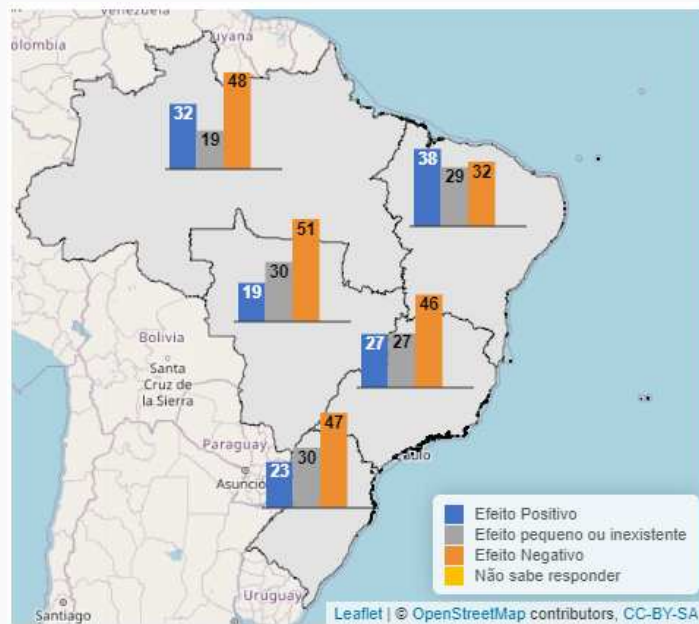 Venezuela
Colombia
Guyana
32
19
48
38
29
32
19
30
51
27
27
46
Bolivia
Santa
Cruz de
la Sierra
Paraguay
23
30
47
Uruguay
Santiago
Efeito Positivo
Efeito pequeno ou inexistente
Efeito Negativo
Não sabe responder
Leaflet | © OpenStreetMap contributors, CC-BY-SA